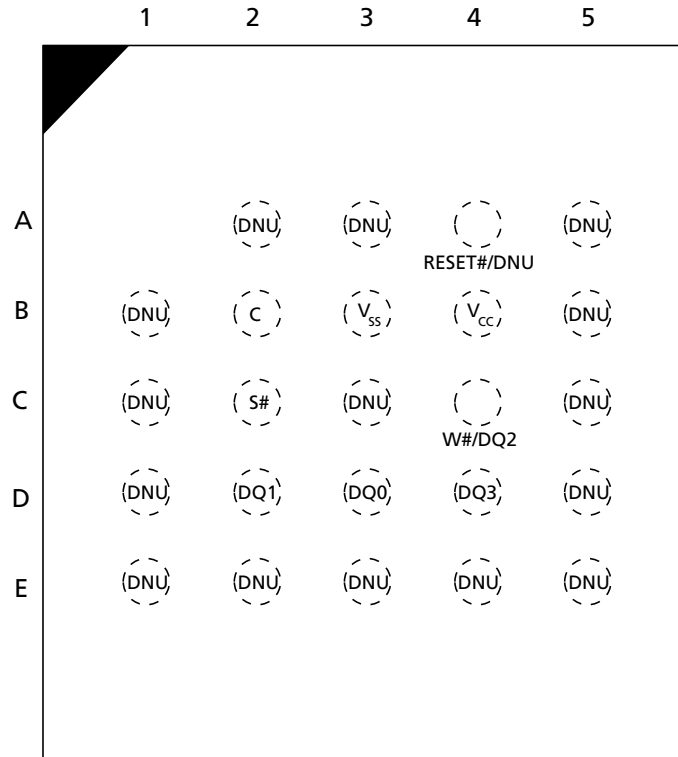 1 2 3 4 5
A DNU DNU DNU
RESET#/DNU
B DNU C VSS VCC DNU
C DNU S# DNU DNU
W#/DQ2
D DNU DQ1 DQ0 DQ3 DNU
E DNU DNU DNU DNU DNU